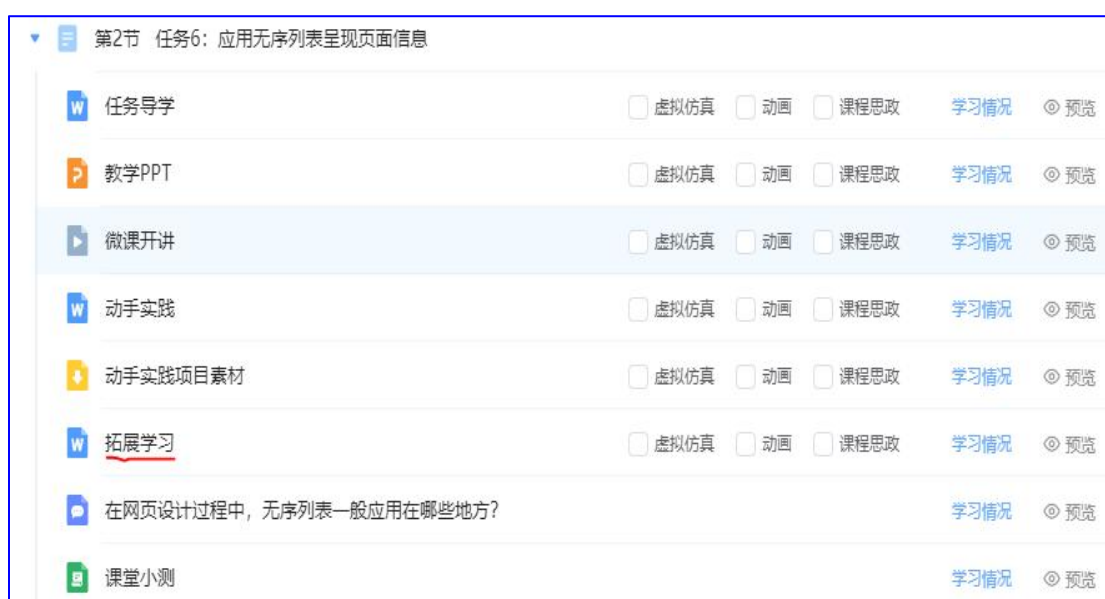 第2节 任务6：应用无序列表呈现页面信息
任务导学 虚拟仿真 动画 课程思政 学习情况 预览
教学PPT 虚拟仿真 动画 课程思政 学习情况 预览
微课开讲 虚拟仿真 动画 课程思政 学习情况 预览
动手实践 虚拟仿真 动画 课程思政 学习情况 预览
动手实践项目素材 虚拟仿真 动画 课程思政 学习情况 预览
拓展学习 虚拟仿真 动画 课程思政 学习情况 预览
在网页设计过程中，无序列表一般应用在哪些地方？ 学习情况 预览
课堂小测 学习情况 预览